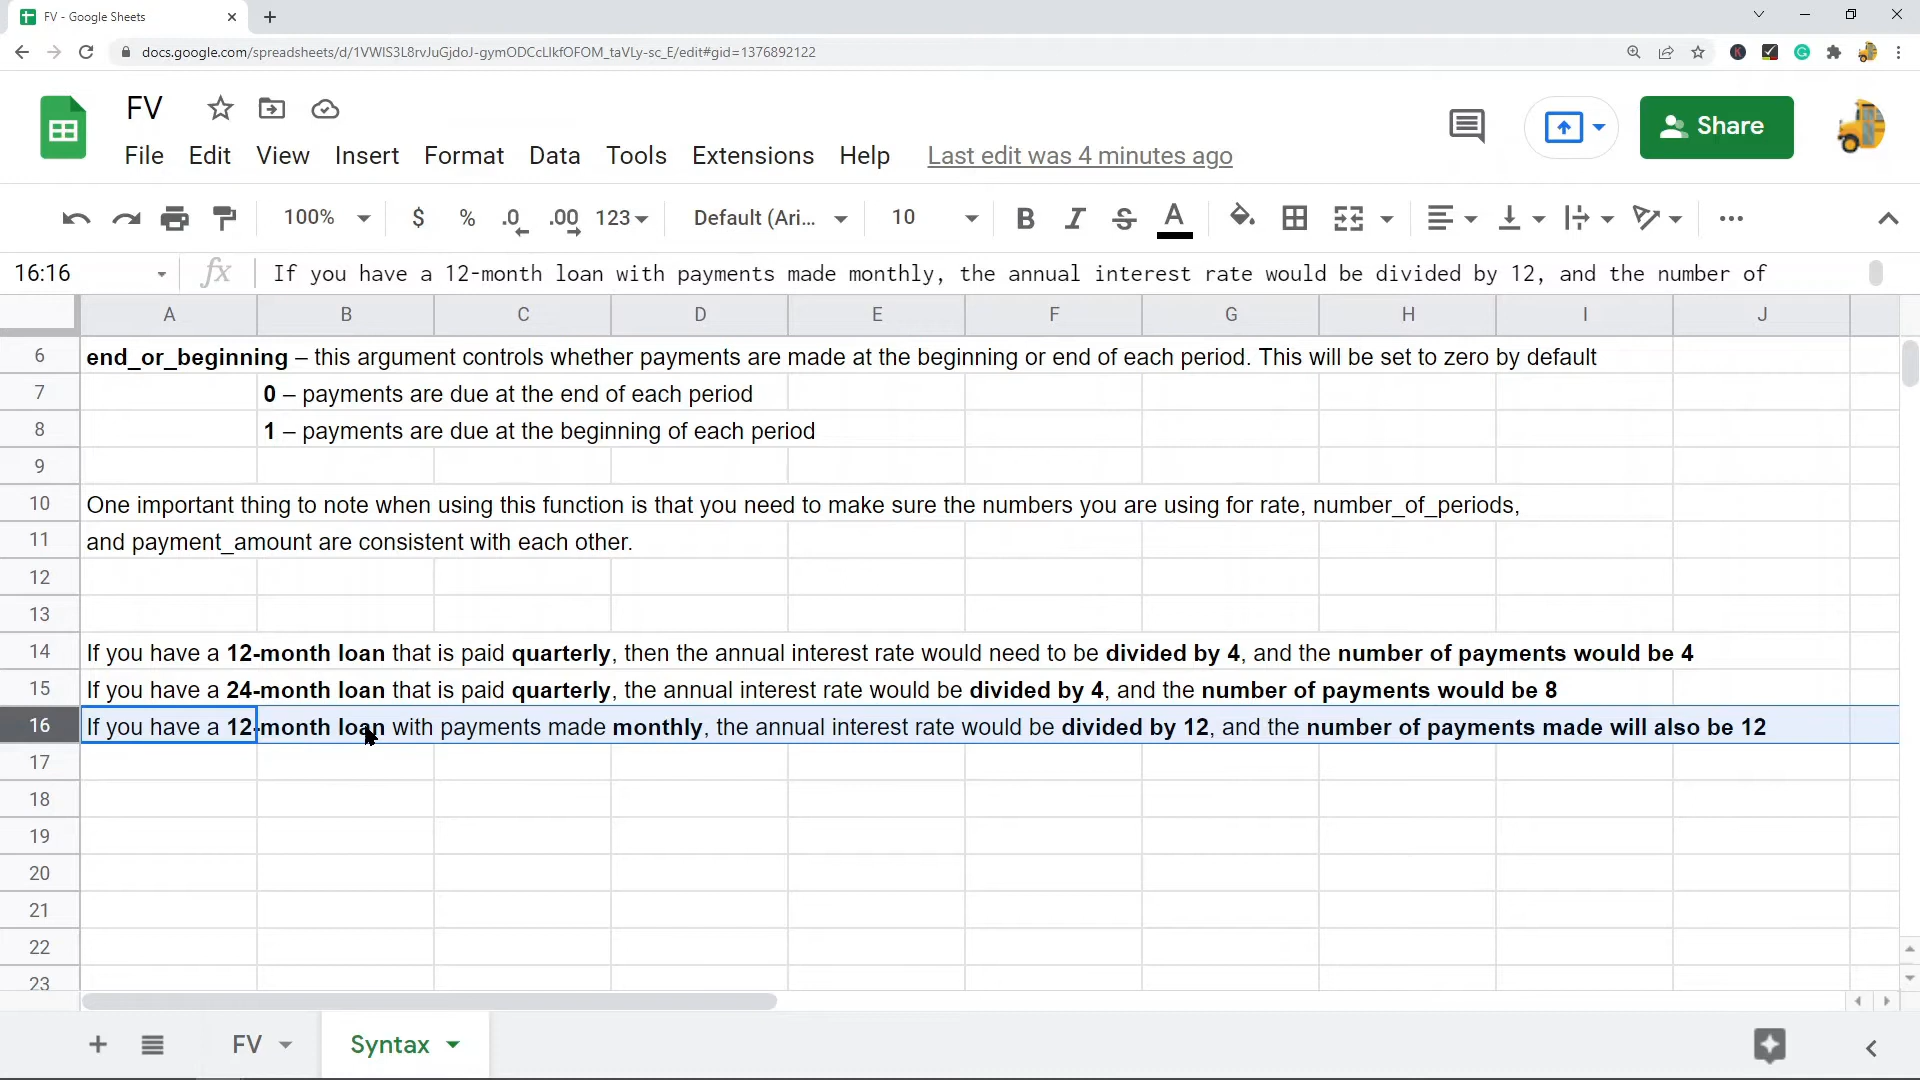 FV - Google Sheets
docs.google.com/spreadsheets/d/1VWlS3L8rvJuGjdoJ-gymODCcLlkfOFOM_taVLy-sc_E/edit#gid=1376892122
FV
Share
File Edit View Insert Format Data Tools Extensions Help Last edit was 4 minutes ago
100% $ % .0 .00 123 Default (Ari... 10 B I S A
16:16 fx If you have a 12-month loan with payments made monthly, the annual interest rate would be divided by 12, and the number of
A B C D E F G H I J
6 end_or_beginning – this argument controls whether payments are made at the beginning or end of each period. This will be set to zero by default
7 0 – payments are due at the end of each period
8 1 – payments are due at the beginning of each period
9
10 One important thing to note when using this function is that you need to make sure the numbers you are using for rate, number_of_periods,
11 and payment_amount are consistent with each other.
12
13
14 If you have a 12-month loan that is paid quarterly, then the annual interest rate would need to be divided by 4, and the number of payments would be 4
15 If you have a 24-month loan that is paid quarterly, the annual interest rate would be divided by 4, and the number of payments would be 8
16 If you have a 12-month loan with payments made monthly, the annual interest rate would be divided by 12, and the number of payments made will also be 12
17
18
19
20
21
22
23
FV Syntax